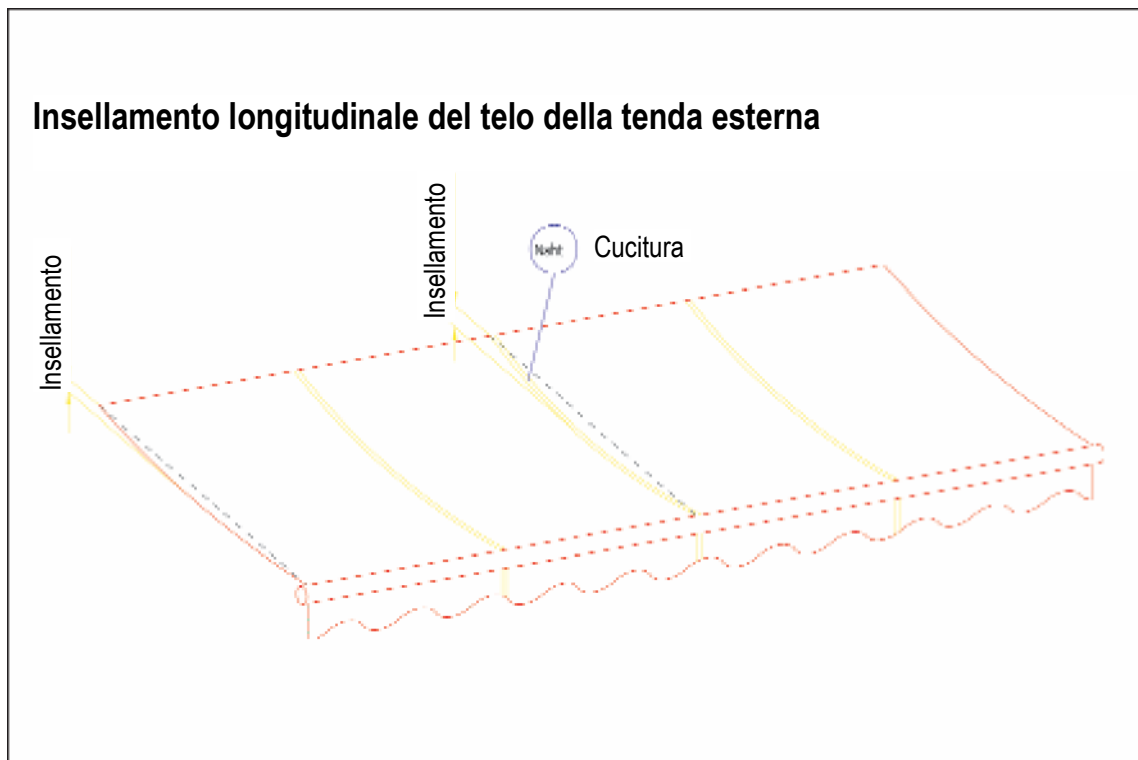 Insellamento longitudinale del telo della tenda esterna
Insellamento
Insellamento
Naht
Cucitura